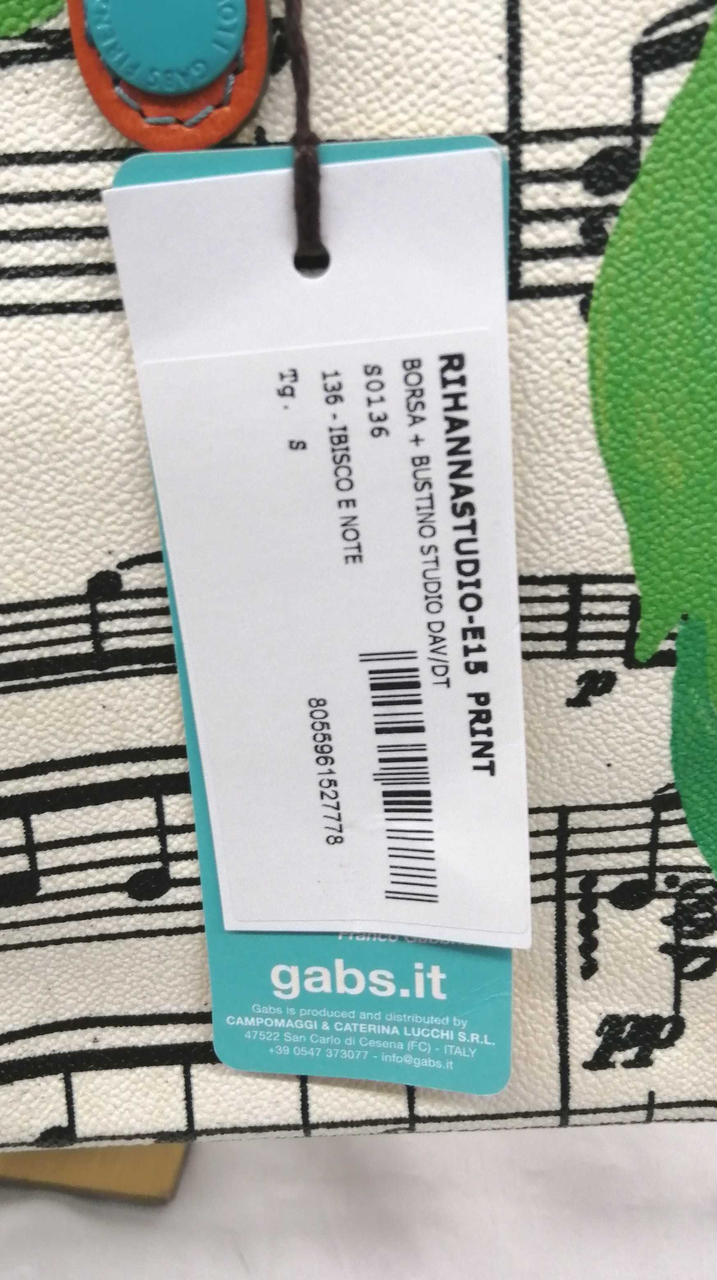 RIHANNASTUDIO-E15 PRINT
BORSA + BUSTINO STUDIO DAV/DT
S0136
136 - IBISCO E NOTE
Tg. S
8055961527778
Franco
gabs.it
Gabs is produced and distributed by
CAMPOMAGGI & CATERINA LUCCHI S.R.L.
47522 San Carlo di Cesena (FC) - ITALY
+39 0547 373077 - info@gabs.it
GABS
p